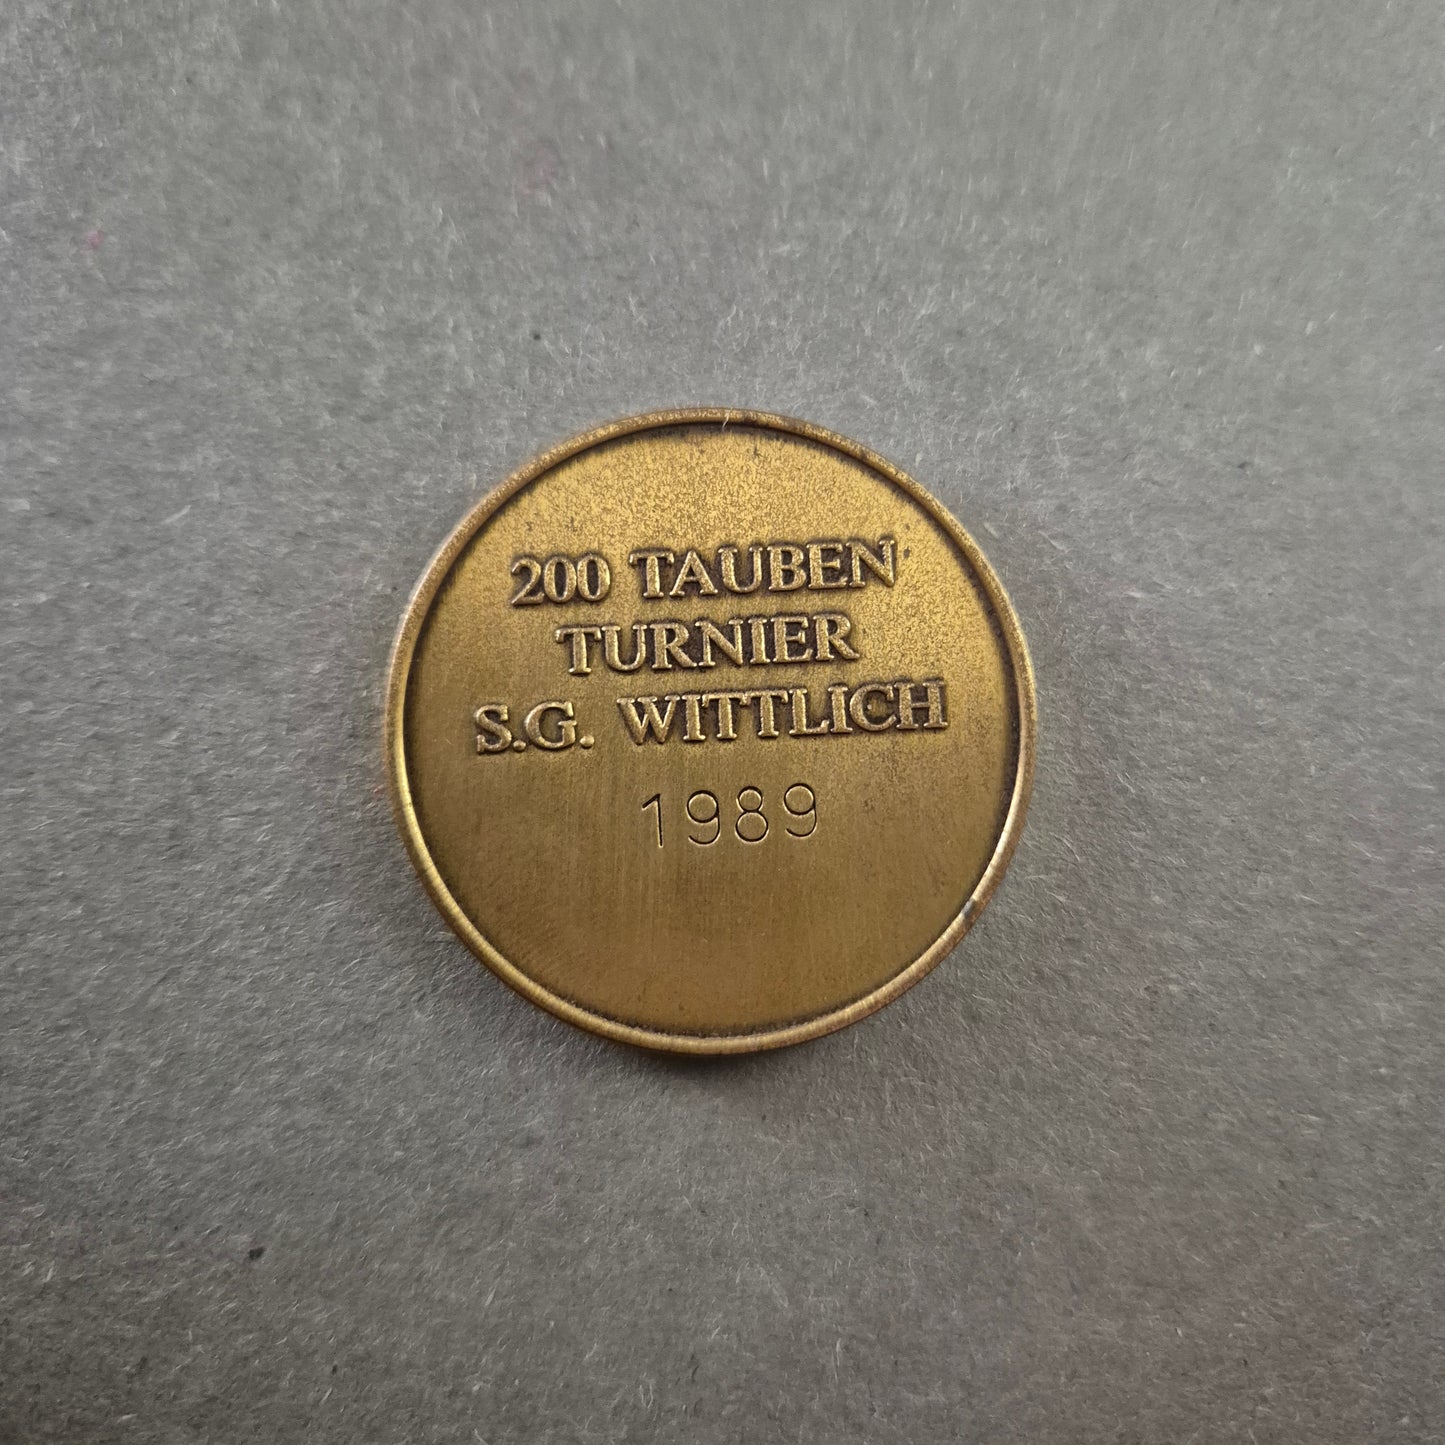 200 TAUBEN
TURNIER
S.G. WITTLICH
1989